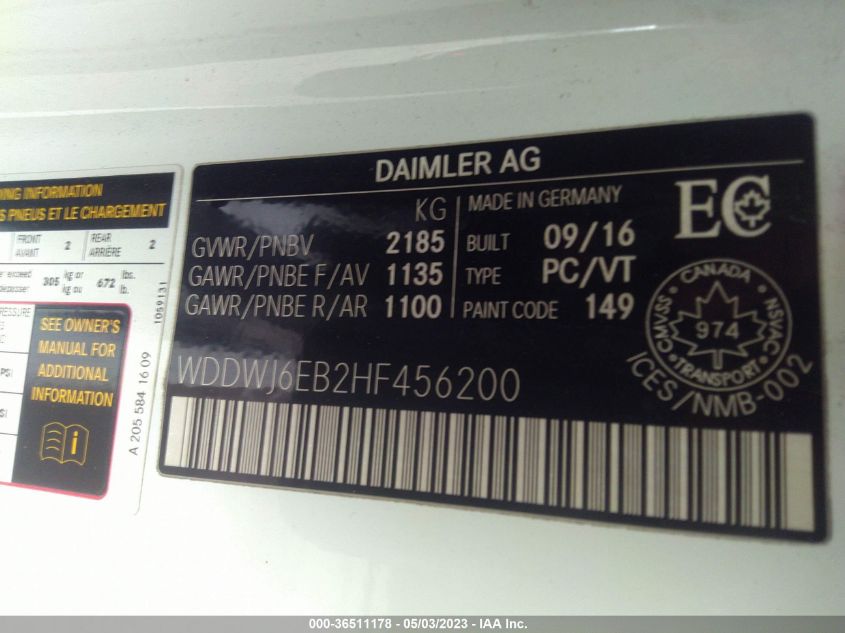 DAIMLER AG
KG
GVWR/PNBV 2185
GAWR/PNBE F/AV 1135
GAWR/PNBE R/AR 1100
MADE IN GERMANY
BUILT 09/16
TYPE PC/VT
PAINT CODE 149
EC
CANADA
CMVSS
974
NSVAC
TRANSPORT
ICES/NMB-002
WDDWJ6EB2HF456200
INFORMATION
PNEUS ET LE CHARGEMENT
FRONT 2 REAR 2
AVANT ARRIÈRE
exceed 305 kg or 672 lbs.
kg ou lb.
SEE OWNER'S
MANUAL FOR
ADDITIONAL
INFORMATION
1059131
A 205 584 16 09
000-36511178 - 05/03/2023 - IAA Inc.